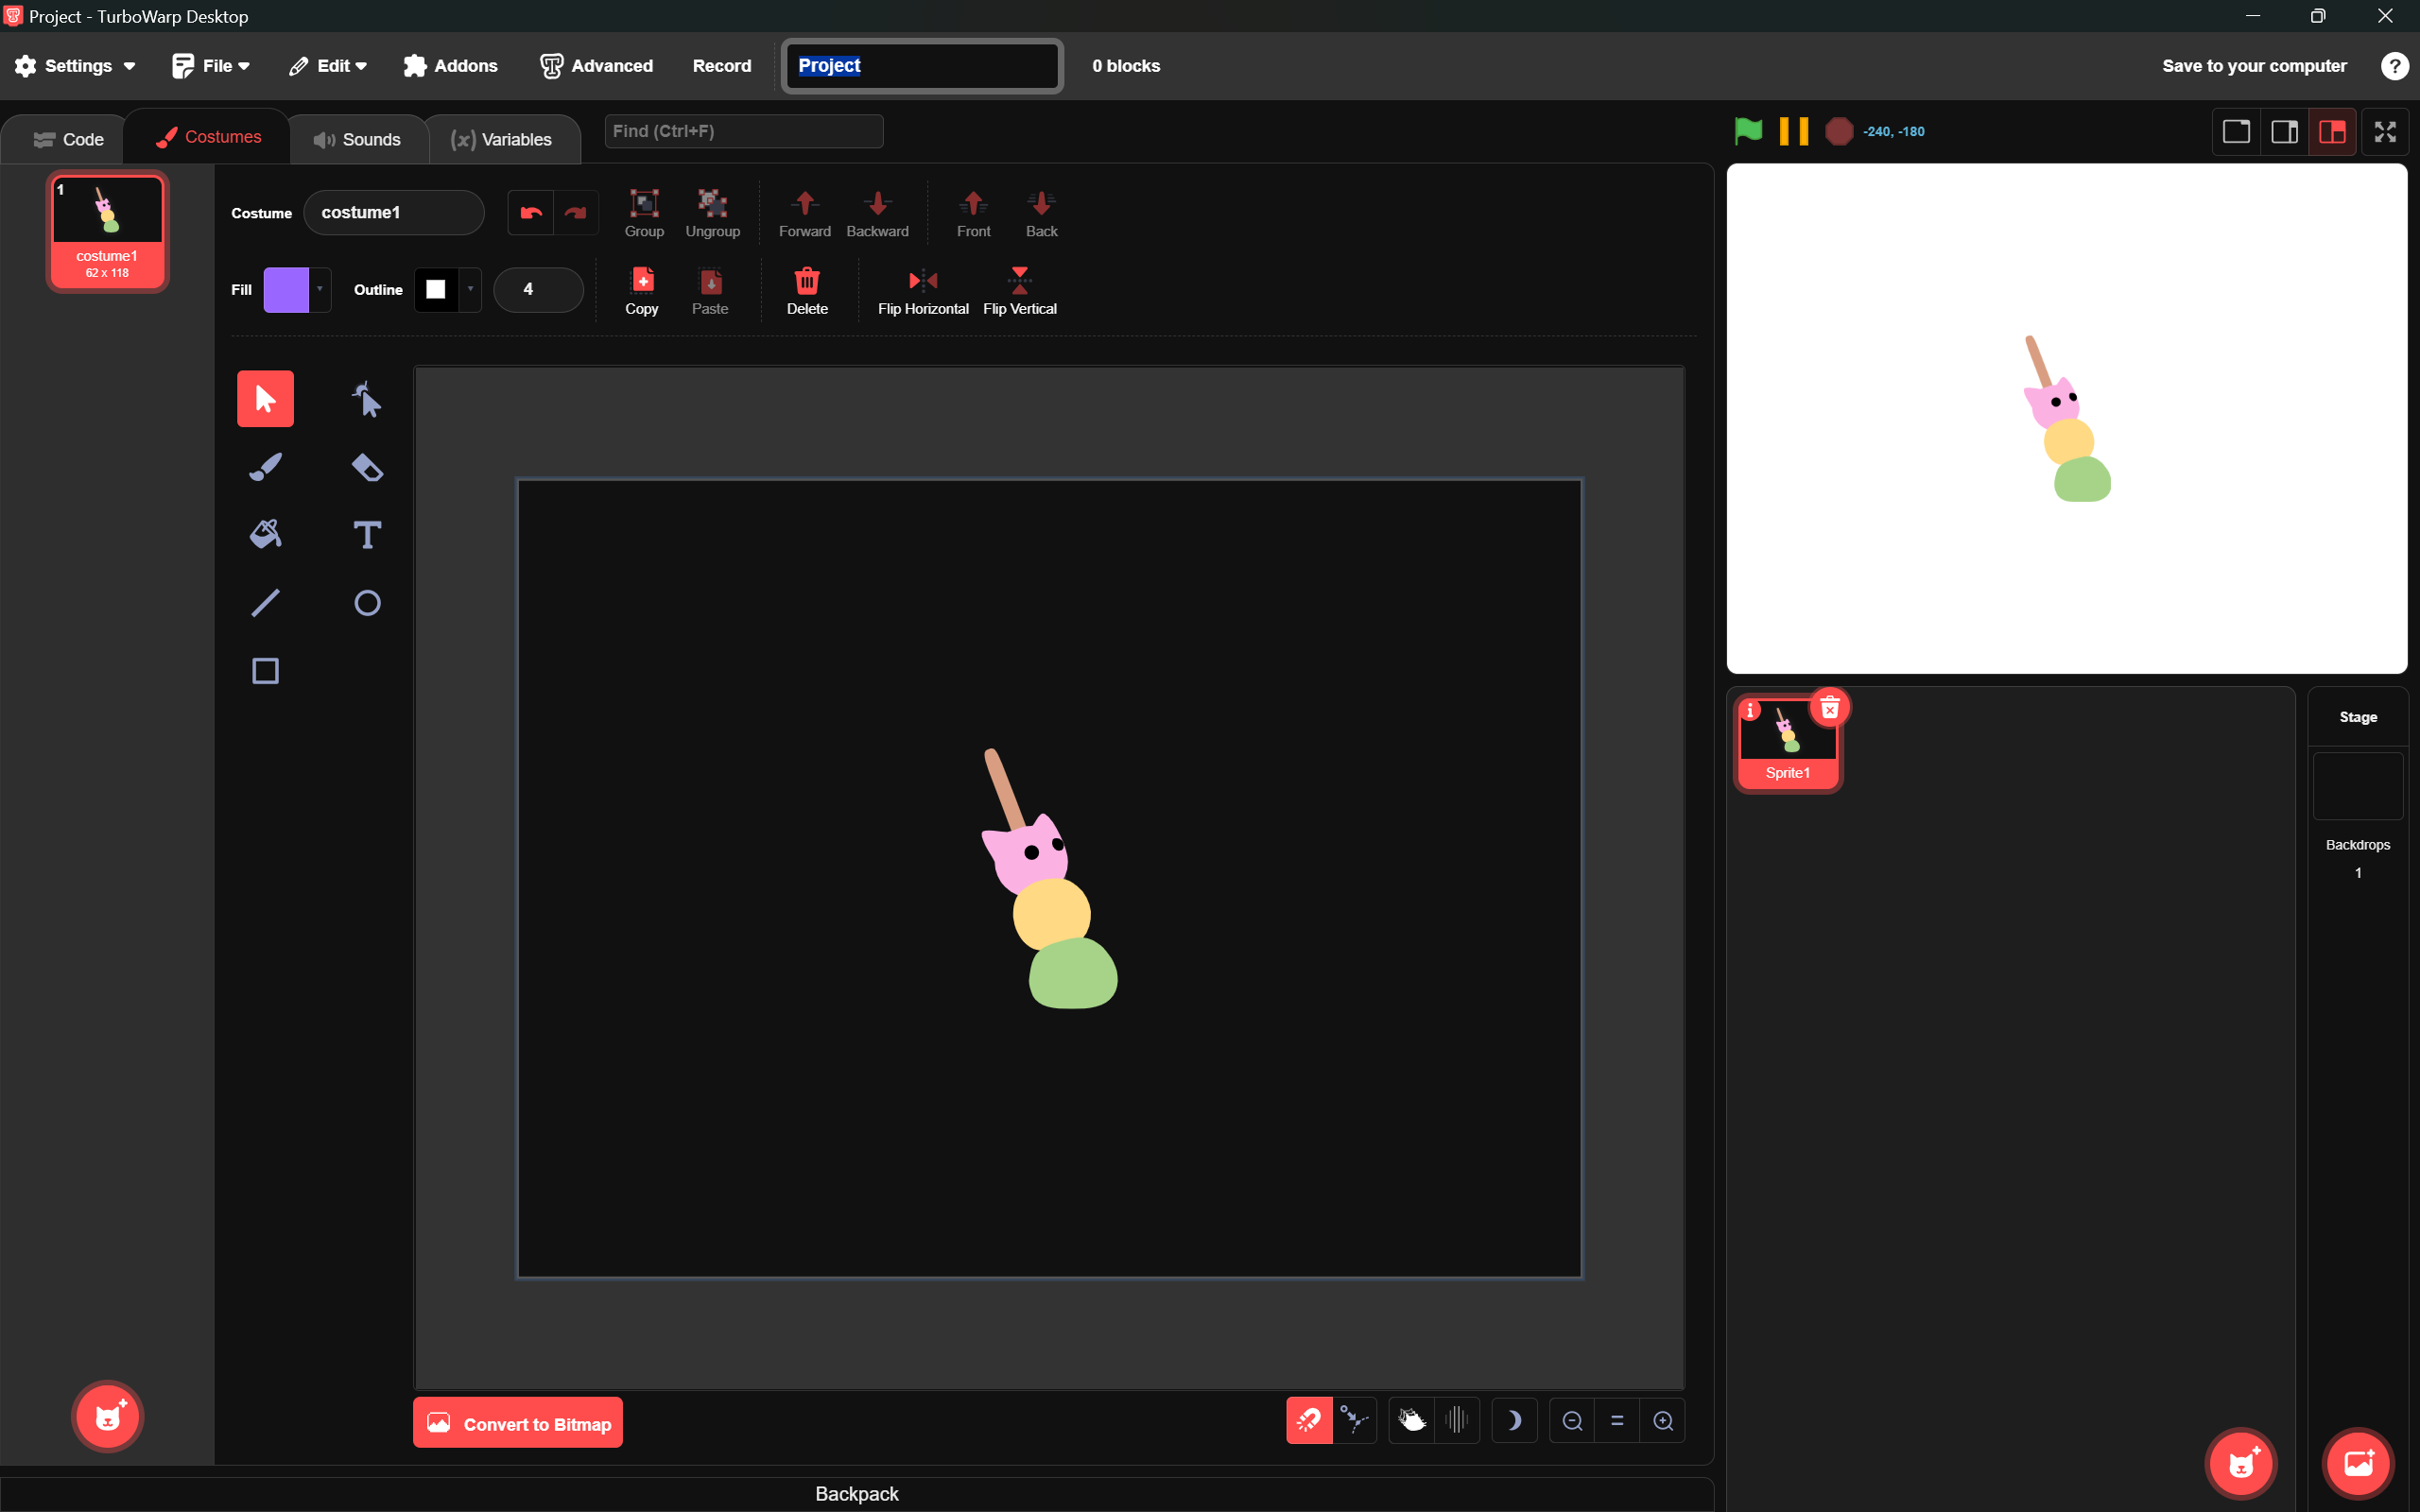 Project - TurboWarp Desktop
Settings File Edit Addons Advanced Record Project 0 blocks Save to your computer ?
Code Costumes Sounds (x) Variables Find (Ctrl+F) -240, -180
1
costume1
62 x 118
Costume costume1 Group Ungroup Forward Backward Front Back
Fill Outline 4 Copy Paste Delete Flip Horizontal Flip Vertical
T
Sprite1
Stage
Backdrops
1
Convert to Bitmap
Backpack